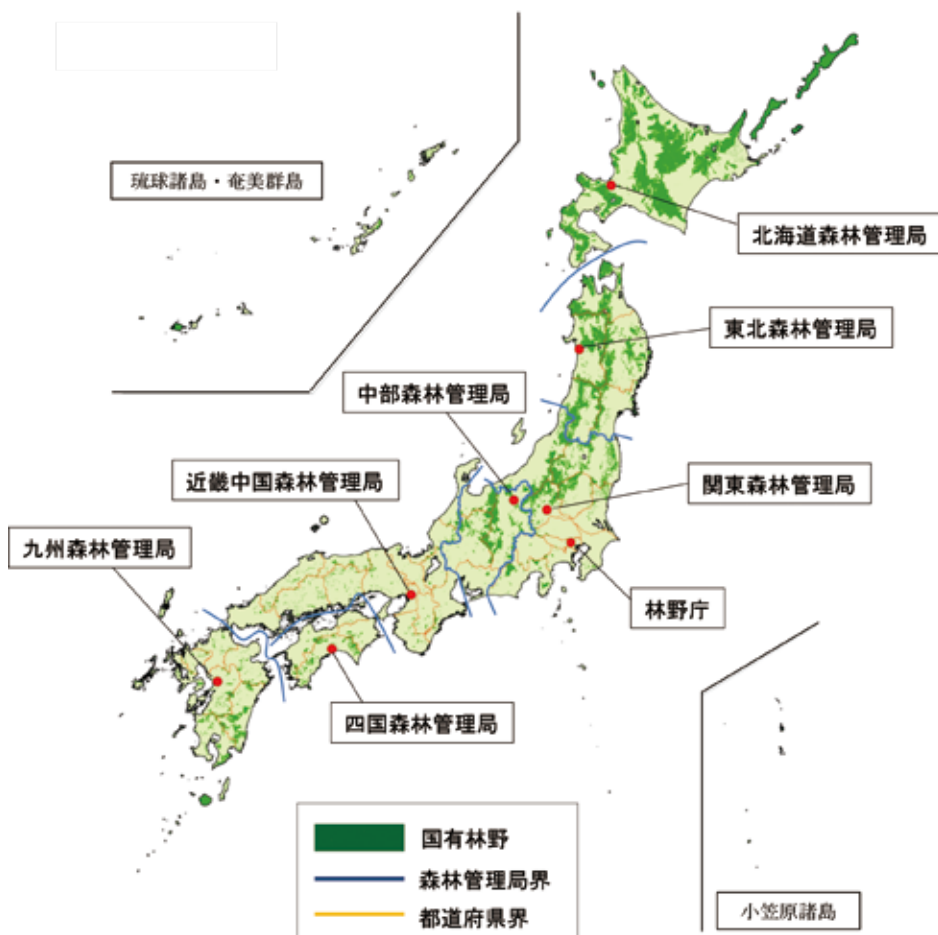 琉球諸島・奄美群島
北海道森林管理局
東北森林管理局
中部森林管理局
近畿中国森林管理局
関東森林管理局
九州森林管理局
林野庁
四国森林管理局
国有林野
森林管理局界
都道府県界
小笠原諸島